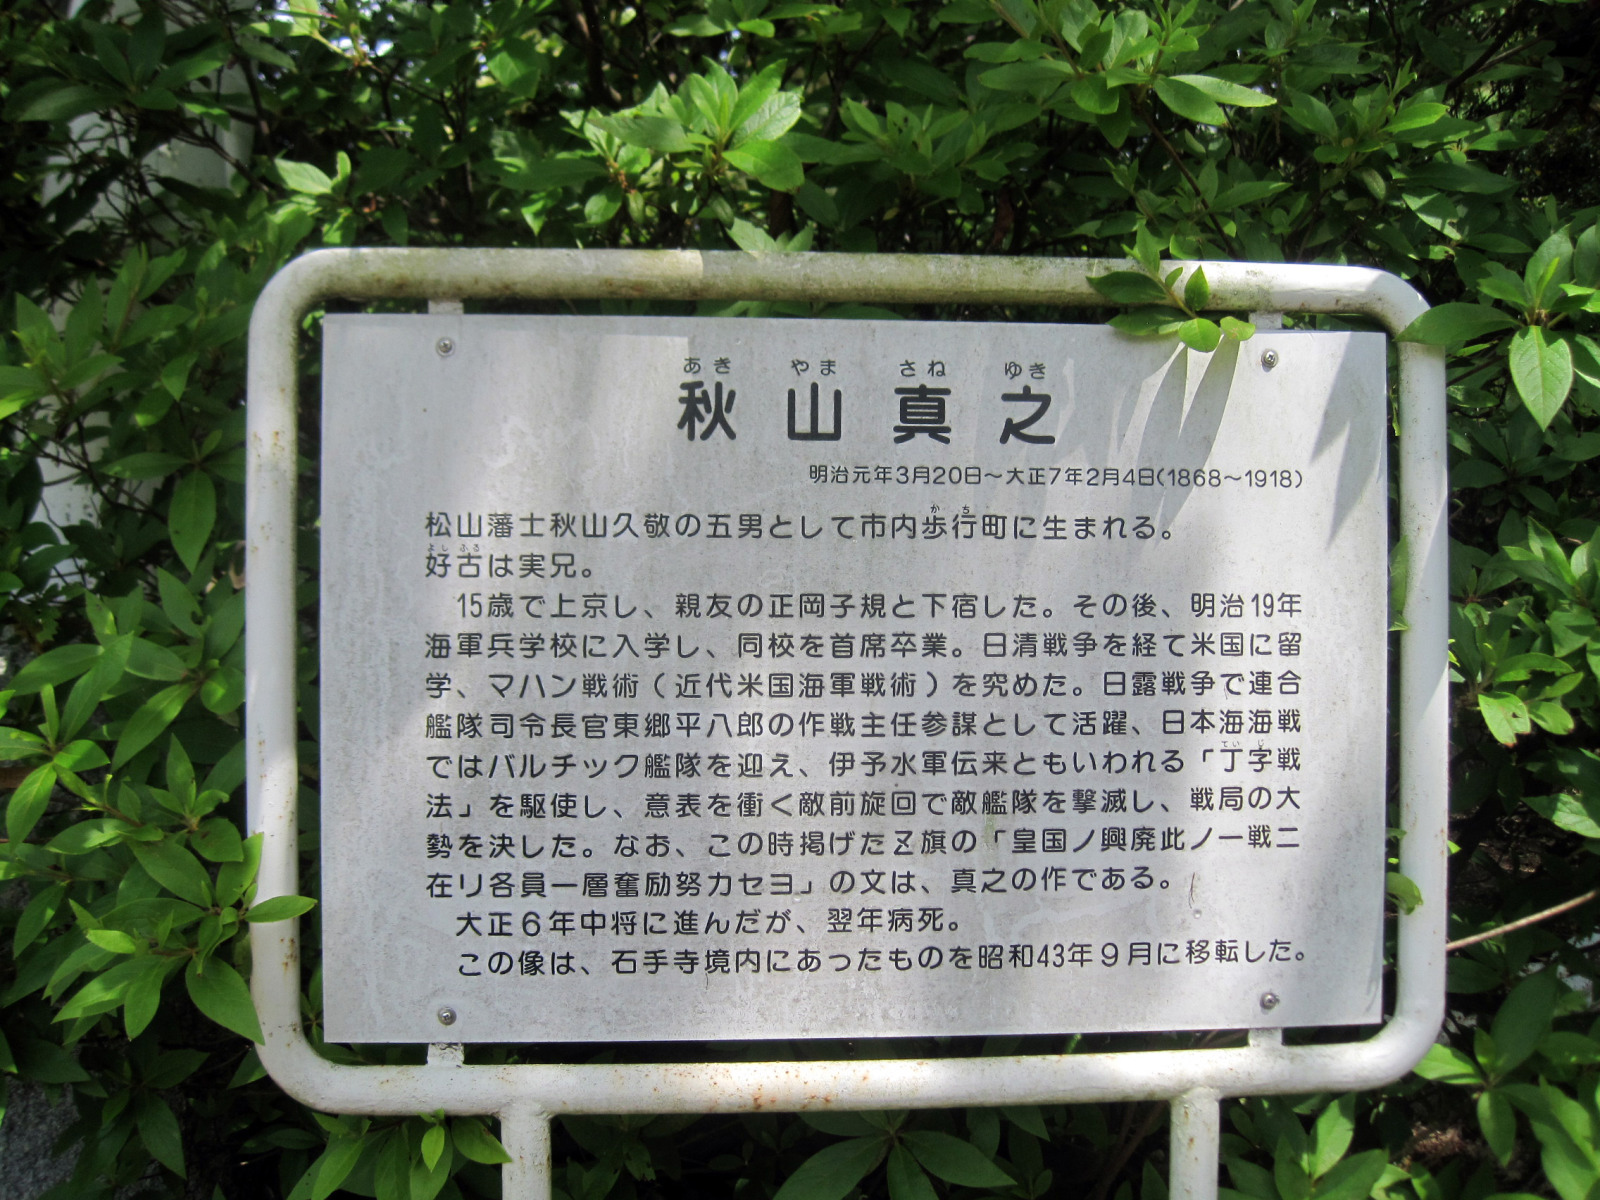 あき やま さね ゆき
秋山真之
明治元年3月20日～大正7年2月4日(1868～1918)
かち
松山藩士秋山久敬の五男として市内歩行町に生まれる。
よしふる
好古は実兄。
15歳で上京し、親友の正岡子規と下宿した。その後、明治19年
海軍兵学校に入学し、同校を首席卒業。日清戦争を経て米国に留
学、マハン戦術（近代米国海軍戦術）を究めた。日露戦争で連合
艦隊司令長官東郷平八郎の作戦主任参謀として活躍、日本海海戦
ていじ
ではバルチック艦隊を迎え、伊予水軍伝来ともいわれる「丁字戦
法」を駆使し、意表を衝く敵前旋回で敵艦隊を撃滅し、戦局の大
勢を決した。なお、この時掲げたZ旗の「皇国ノ興廃此ノ一戦ニ
在リ各員一層奮励努力セヨ」の文は、真之の作である。
大正6年中将に進んだが、翌年病死。
この像は、石手寺境内にあったものを昭和43年9月に移転した。